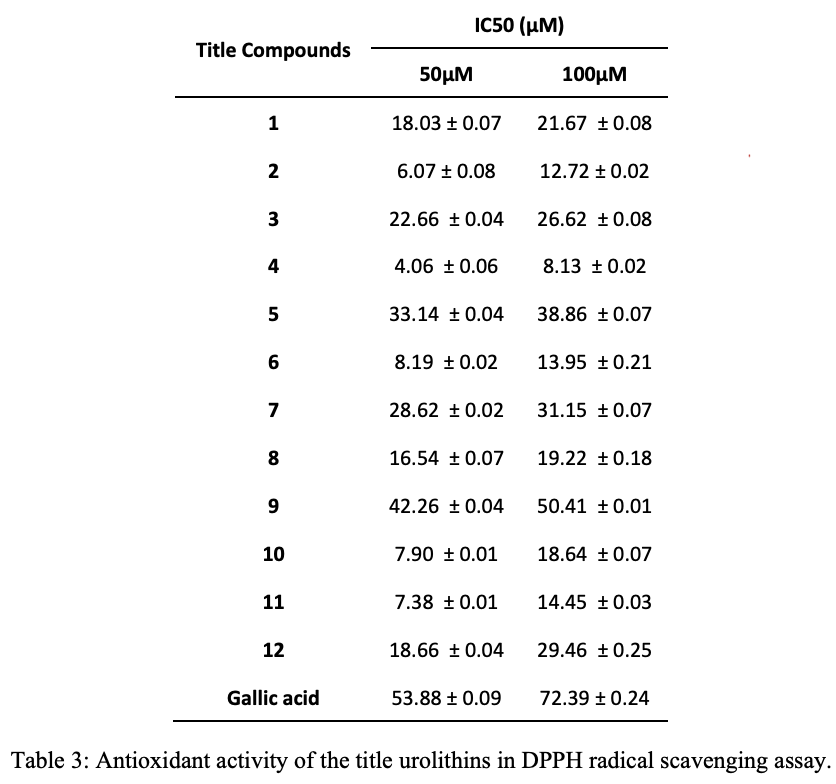 IC50 (µM)
Title Compounds
50µM 100µM
1 18.03 ± 0.07 21.67 ± 0.08
2 6.07 ± 0.08 12.72 ± 0.02
3 22.66 ± 0.04 26.62 ± 0.08
4 4.06 ± 0.06 8.13 ± 0.02
5 33.14 ± 0.04 38.86 ± 0.07
6 8.19 ± 0.02 13.95 ± 0.21
7 28.62 ± 0.02 31.15 ± 0.07
8 16.54 ± 0.07 19.22 ± 0.18
9 42.26 ± 0.04 50.41 ± 0.01
10 7.90 ± 0.01 18.64 ± 0.07
11 7.38 ± 0.01 14.45 ± 0.03
12 18.66 ± 0.04 29.46 ± 0.25
Gallic acid 53.88 ± 0.09 72.39 ± 0.24
Table 3: Antioxidant activity of the title urolithins in DPPH radical scavenging assay.